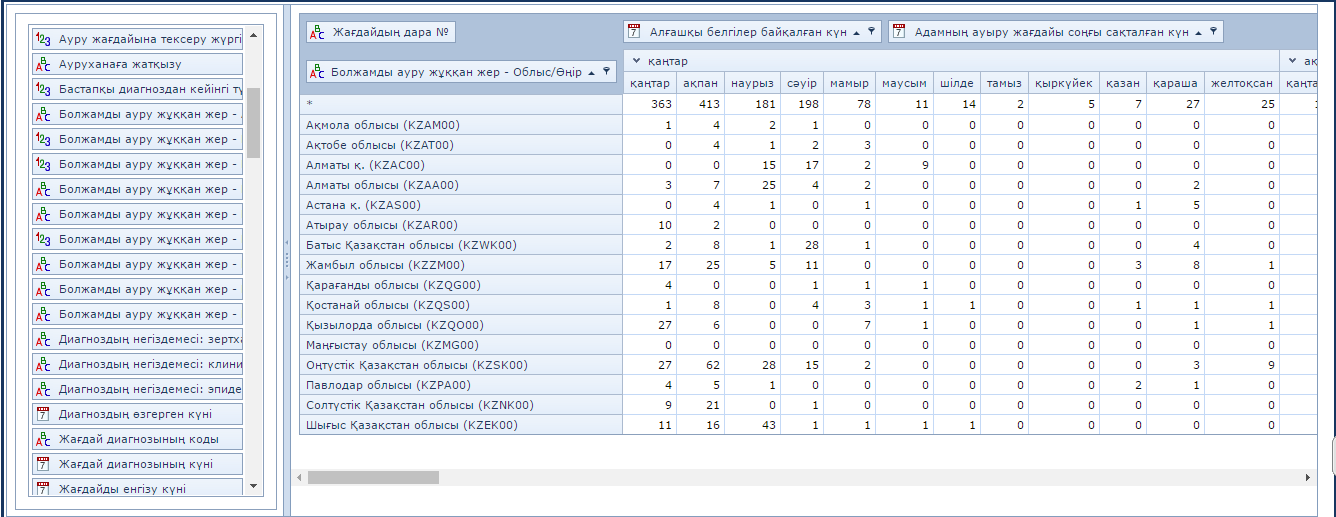 Ауру жағдайына тексеру жүргі
Ауруханаға жатқызу
Бастапқы диагноздан кейінгі тү
Болжамды ауру жұққан жер -
Болжамды ауру жұққан жер -
Болжамды ауру жұққан жер -
Болжамды ауру жұққан жер -
Болжамды ауру жұққан жер -
Болжамды ауру жұққан жер -
Болжамды ауру жұққан жер -
Болжамды ауру жұққан жер -
Болжамды ауру жұққан жер -
Диагноздың негіздемесі: зертха
Диагноздың негіздемесі: клини
Диагноздың негіздемесі: эпиде
Диагноздың өзгерген күні
Жағдай диагнозының коды
Жағдай диагнозының күні
Жағдайды енгізу күні
Жағдайдың дара №
Алғашқы белгілер байқалған күн
Адамның ауыру жағдайы соңғы сақталған күн
Болжамды ауру жұққан жер - Облыс/Өңір
қаңтар ақ
қаңтар ақпан наурыз сәуір мамыр маусым шілде тамыз қыркүйек қазан қараша желтоқсан қаңта
* 363 413 181 198 78 11 14 2 5 7 27 25
Ақмола облысы (KZAM00) 1 4 2 1 0 0 0 0 0 0 0 0
Ақтөбе облысы (KZAT00) 0 4 1 2 3 0 0 0 0 0 0 0
Алматы қ. (KZAC00) 0 0 15 17 2 9 0 0 0 0 0 0
Алматы облысы (KZAA00) 3 7 25 4 2 0 0 0 0 0 2 0
Астана қ. (KZAS00) 0 4 1 0 1 0 0 0 0 1 5 0
Атырау облысы (KZAR00) 10 2 0 0 0 0 0 0 0 0 0 0
Батыс Қазақстан облысы (KZWK00) 2 8 1 28 1 0 0 0 0 0 4 0
Жамбыл облысы (KZZM00) 17 25 5 11 0 0 0 0 0 3 8 1
Қарағанды облысы (KZQG00) 4 0 0 1 1 1 0 0 0 0 0 0
Қостанай облысы (KZQS00) 1 8 0 4 3 1 1 0 0 1 1 1
Қызылорда облысы (KZQO00) 27 6 0 0 7 1 0 0 0 0 1 1
Маңғыстау облысы (KZMG00) 0 0 0 0 0 0 0 0 0 0 0 0
Оңтүстік Қазақстан облысы (KZSK00) 27 62 28 15 2 0 0 0 0 0 3 9
Павлодар облысы (KZPA00) 4 5 1 0 0 0 0 0 0 2 1 0
Солтүстік Қазақстан облысы (KZNK00) 9 21 0 1 0 0 0 0 0 0 0 0
Шығыс Қазақстан облысы (KZEK00) 11 16 43 1 1 1 1 0 0 0 0 0